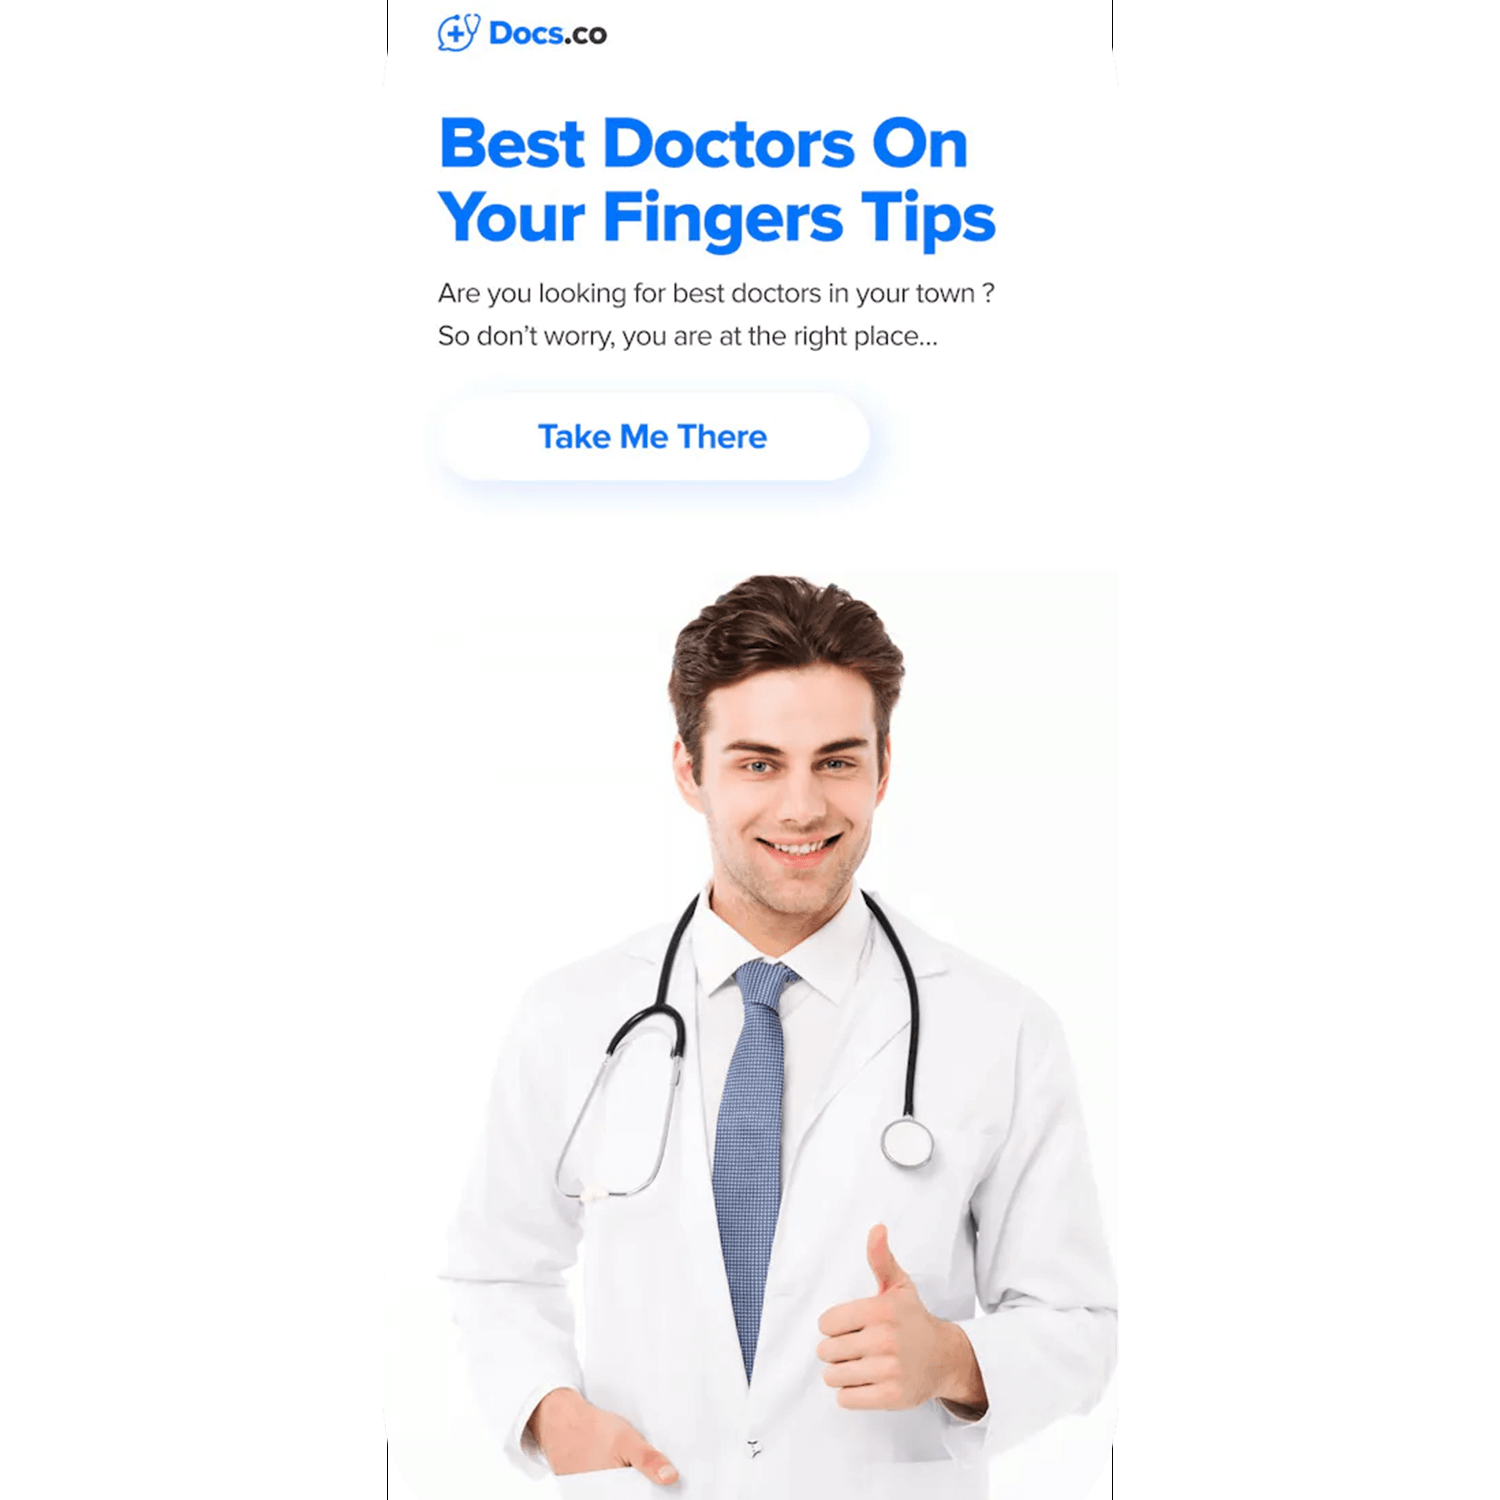 Docs.co
Best Doctors On
Your Fingers Tips
Are you looking for best doctors in your town ?
So don’t worry, you are at the right place...
Take Me There